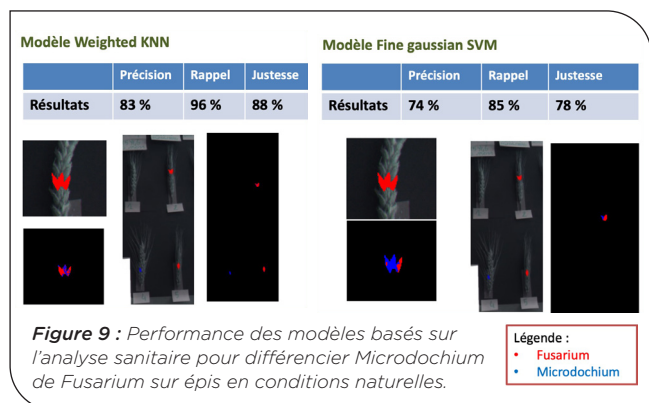 Modèle Weighted KNN
Précision Rappel Justesse
Résultats 83 % 96 % 88 %
Modèle Fine gaussian SVM
Précision Rappel Justesse
Résultats 74 % 85 % 78 %
Figure 9 : Performance des modèles basés sur
l'analyse sanitaire pour différencier Microdochium
de Fusarium sur épis en conditions naturelles.
Légende :
• Fusarium
• Microdochium